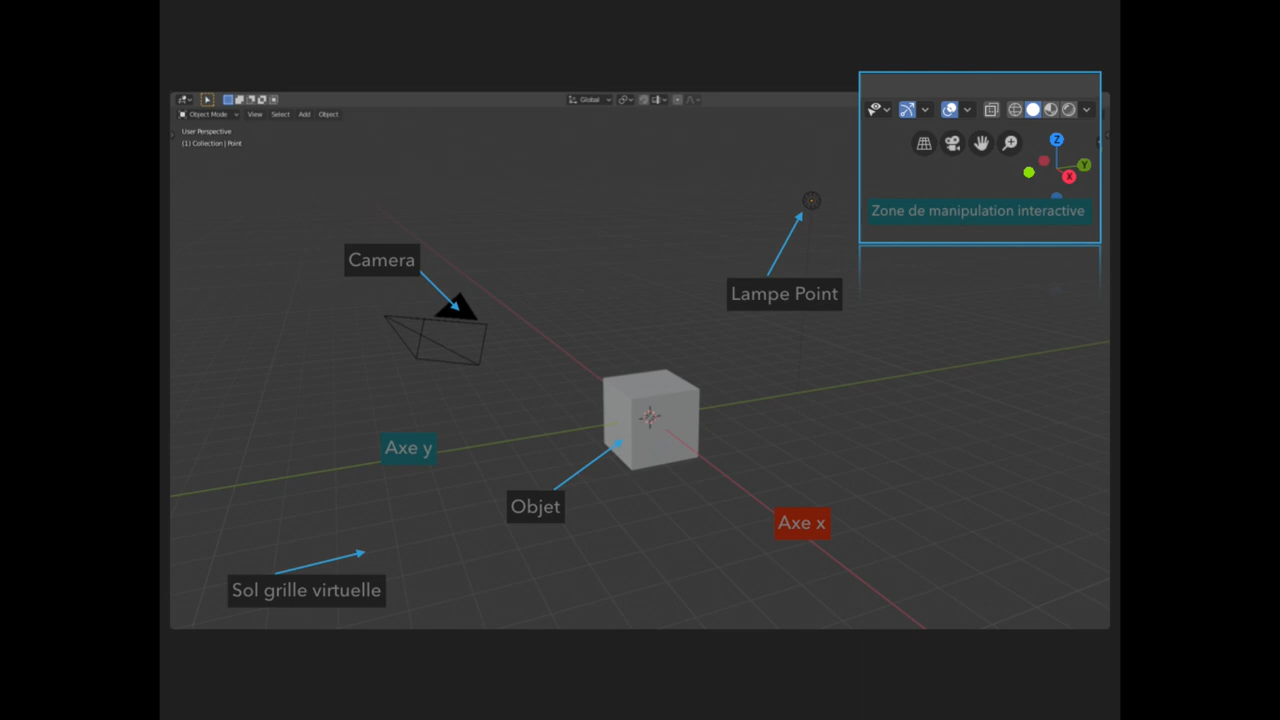 Global
Object Mode View Select Add Object
User Perspective
(1) Collection | Point
Z
Y
X
Zone de manipulation interactive
Camera
Lampe Point
Axe y
Objet
Axe x
Sol grille virtuelle